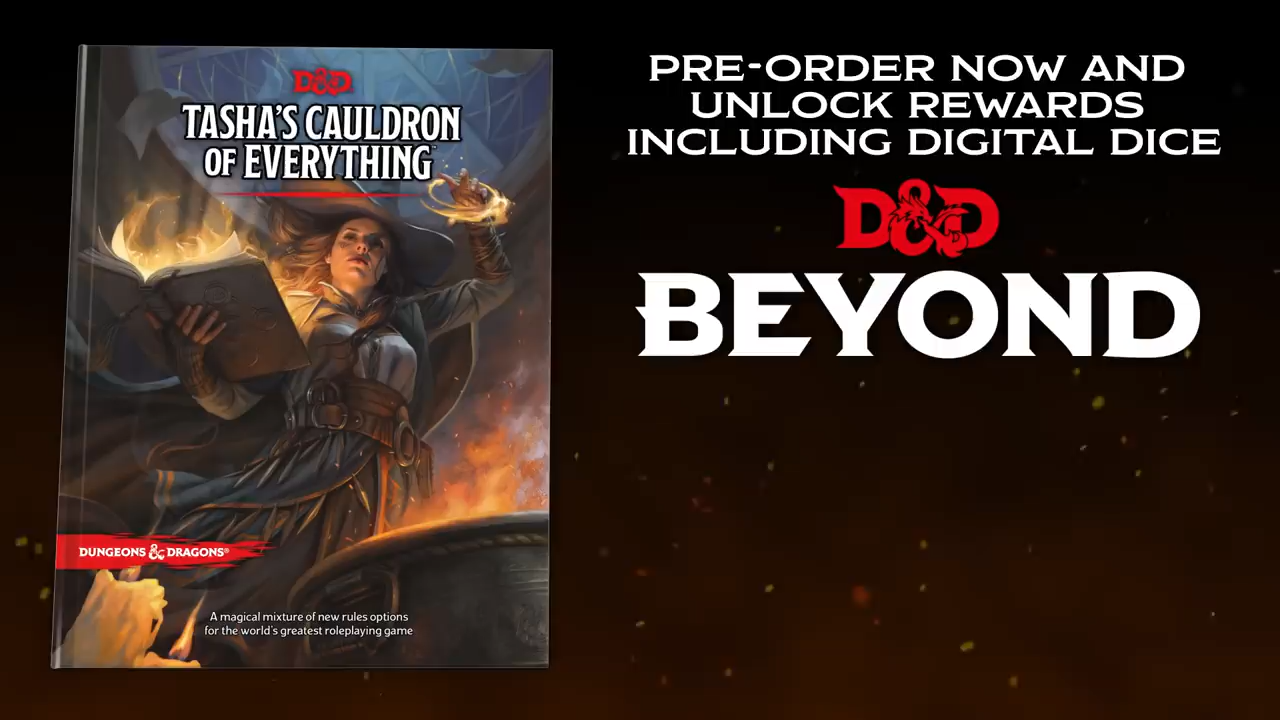 D&D
TASHA'S CAULDRON
OF EVERYTHING™
DUNGEONS & DRAGONS®
A magical mixture of new rules options
for the world's greatest roleplaying game
PRE-ORDER NOW AND
UNLOCK REWARDS
INCLUDING DIGITAL DICE
D&D
BEYOND